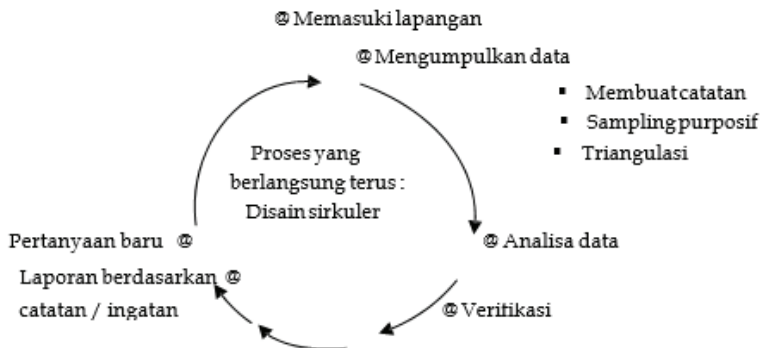 @ Memasuki lapangan
@ Mengumpulkan data
▪ Membuat catatan
▪ Sampling purposif
▪ Triangulasi
Proses yang
berlangsung terus :
Disain sirkuler
Pertanyaan baru @
@ Analisa data
Laporan berdasarkan @
catatan / ingatan
@ Verifikasi